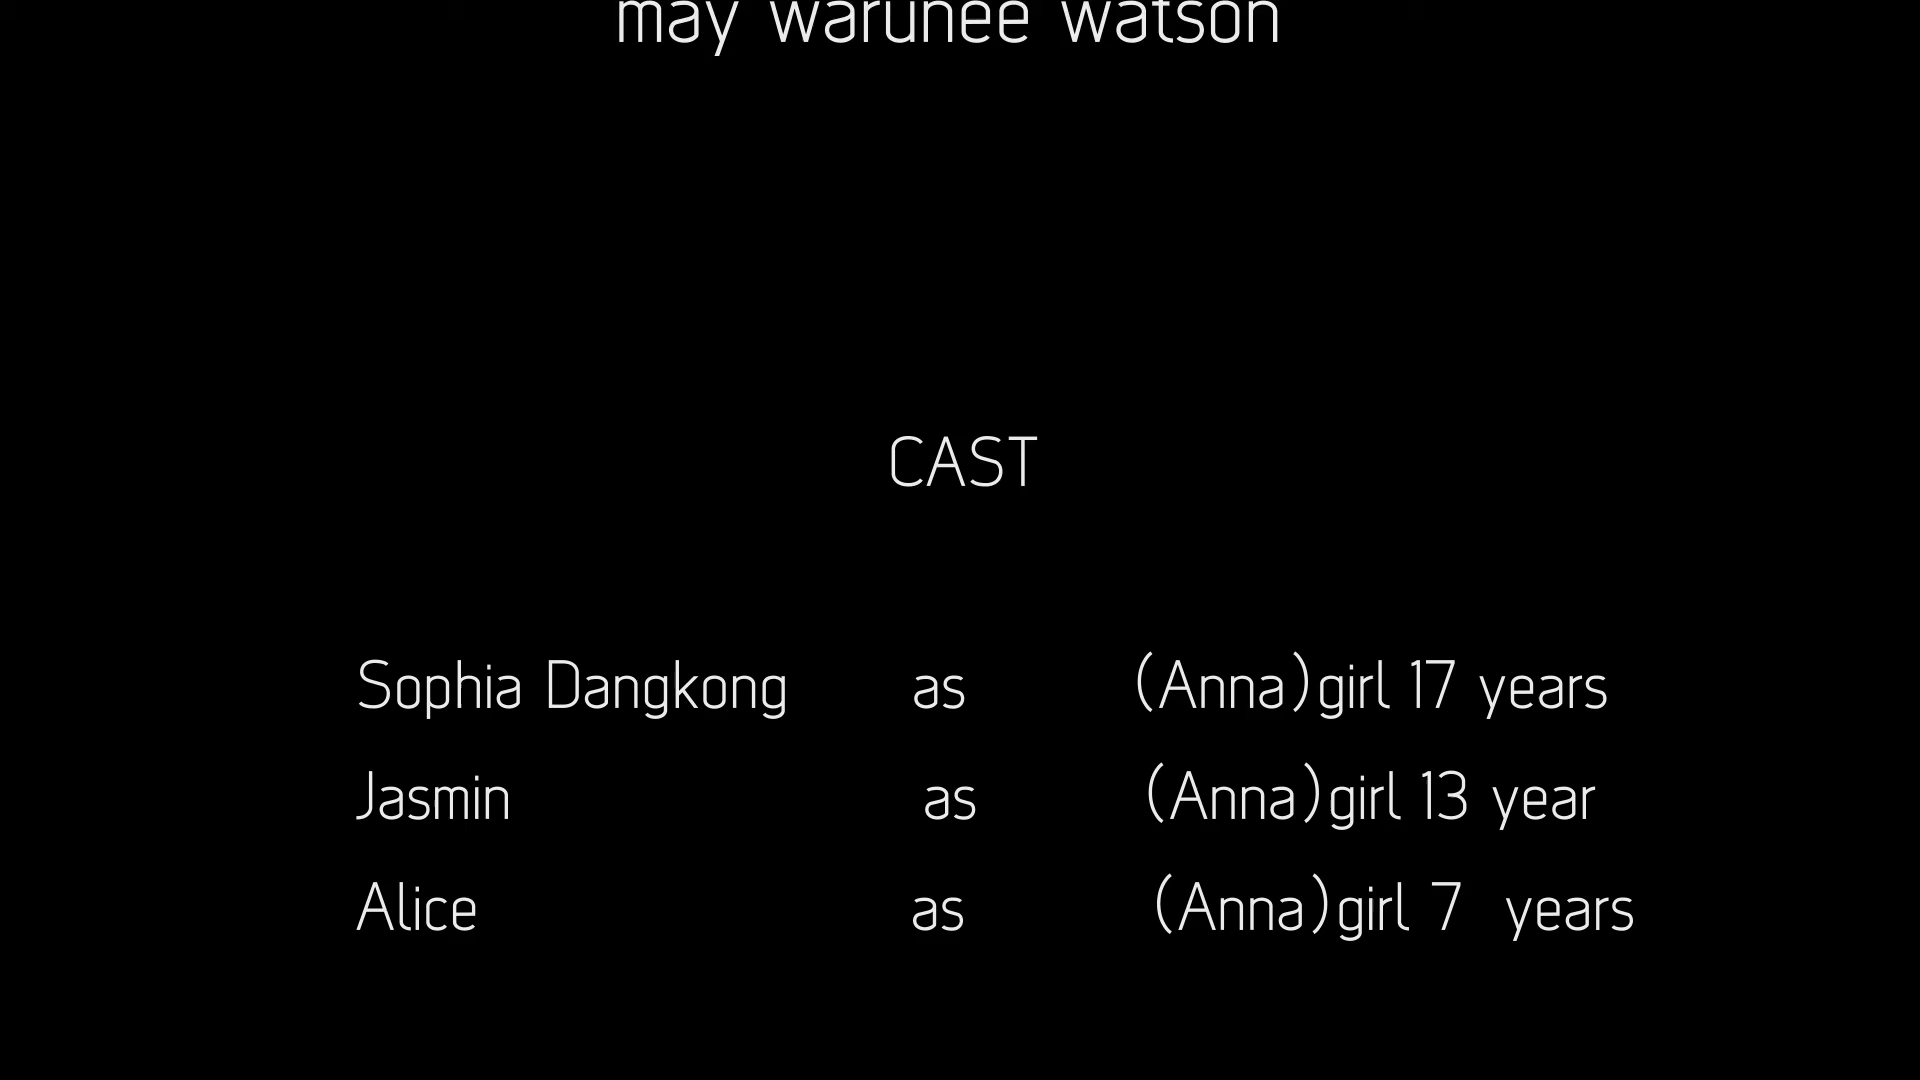 may warunee watson
CAST
Sophia Dangkong as (Anna)girl 17 years
Jasmin as (Anna)girl 13 year
Alice as (Anna)girl 7 years